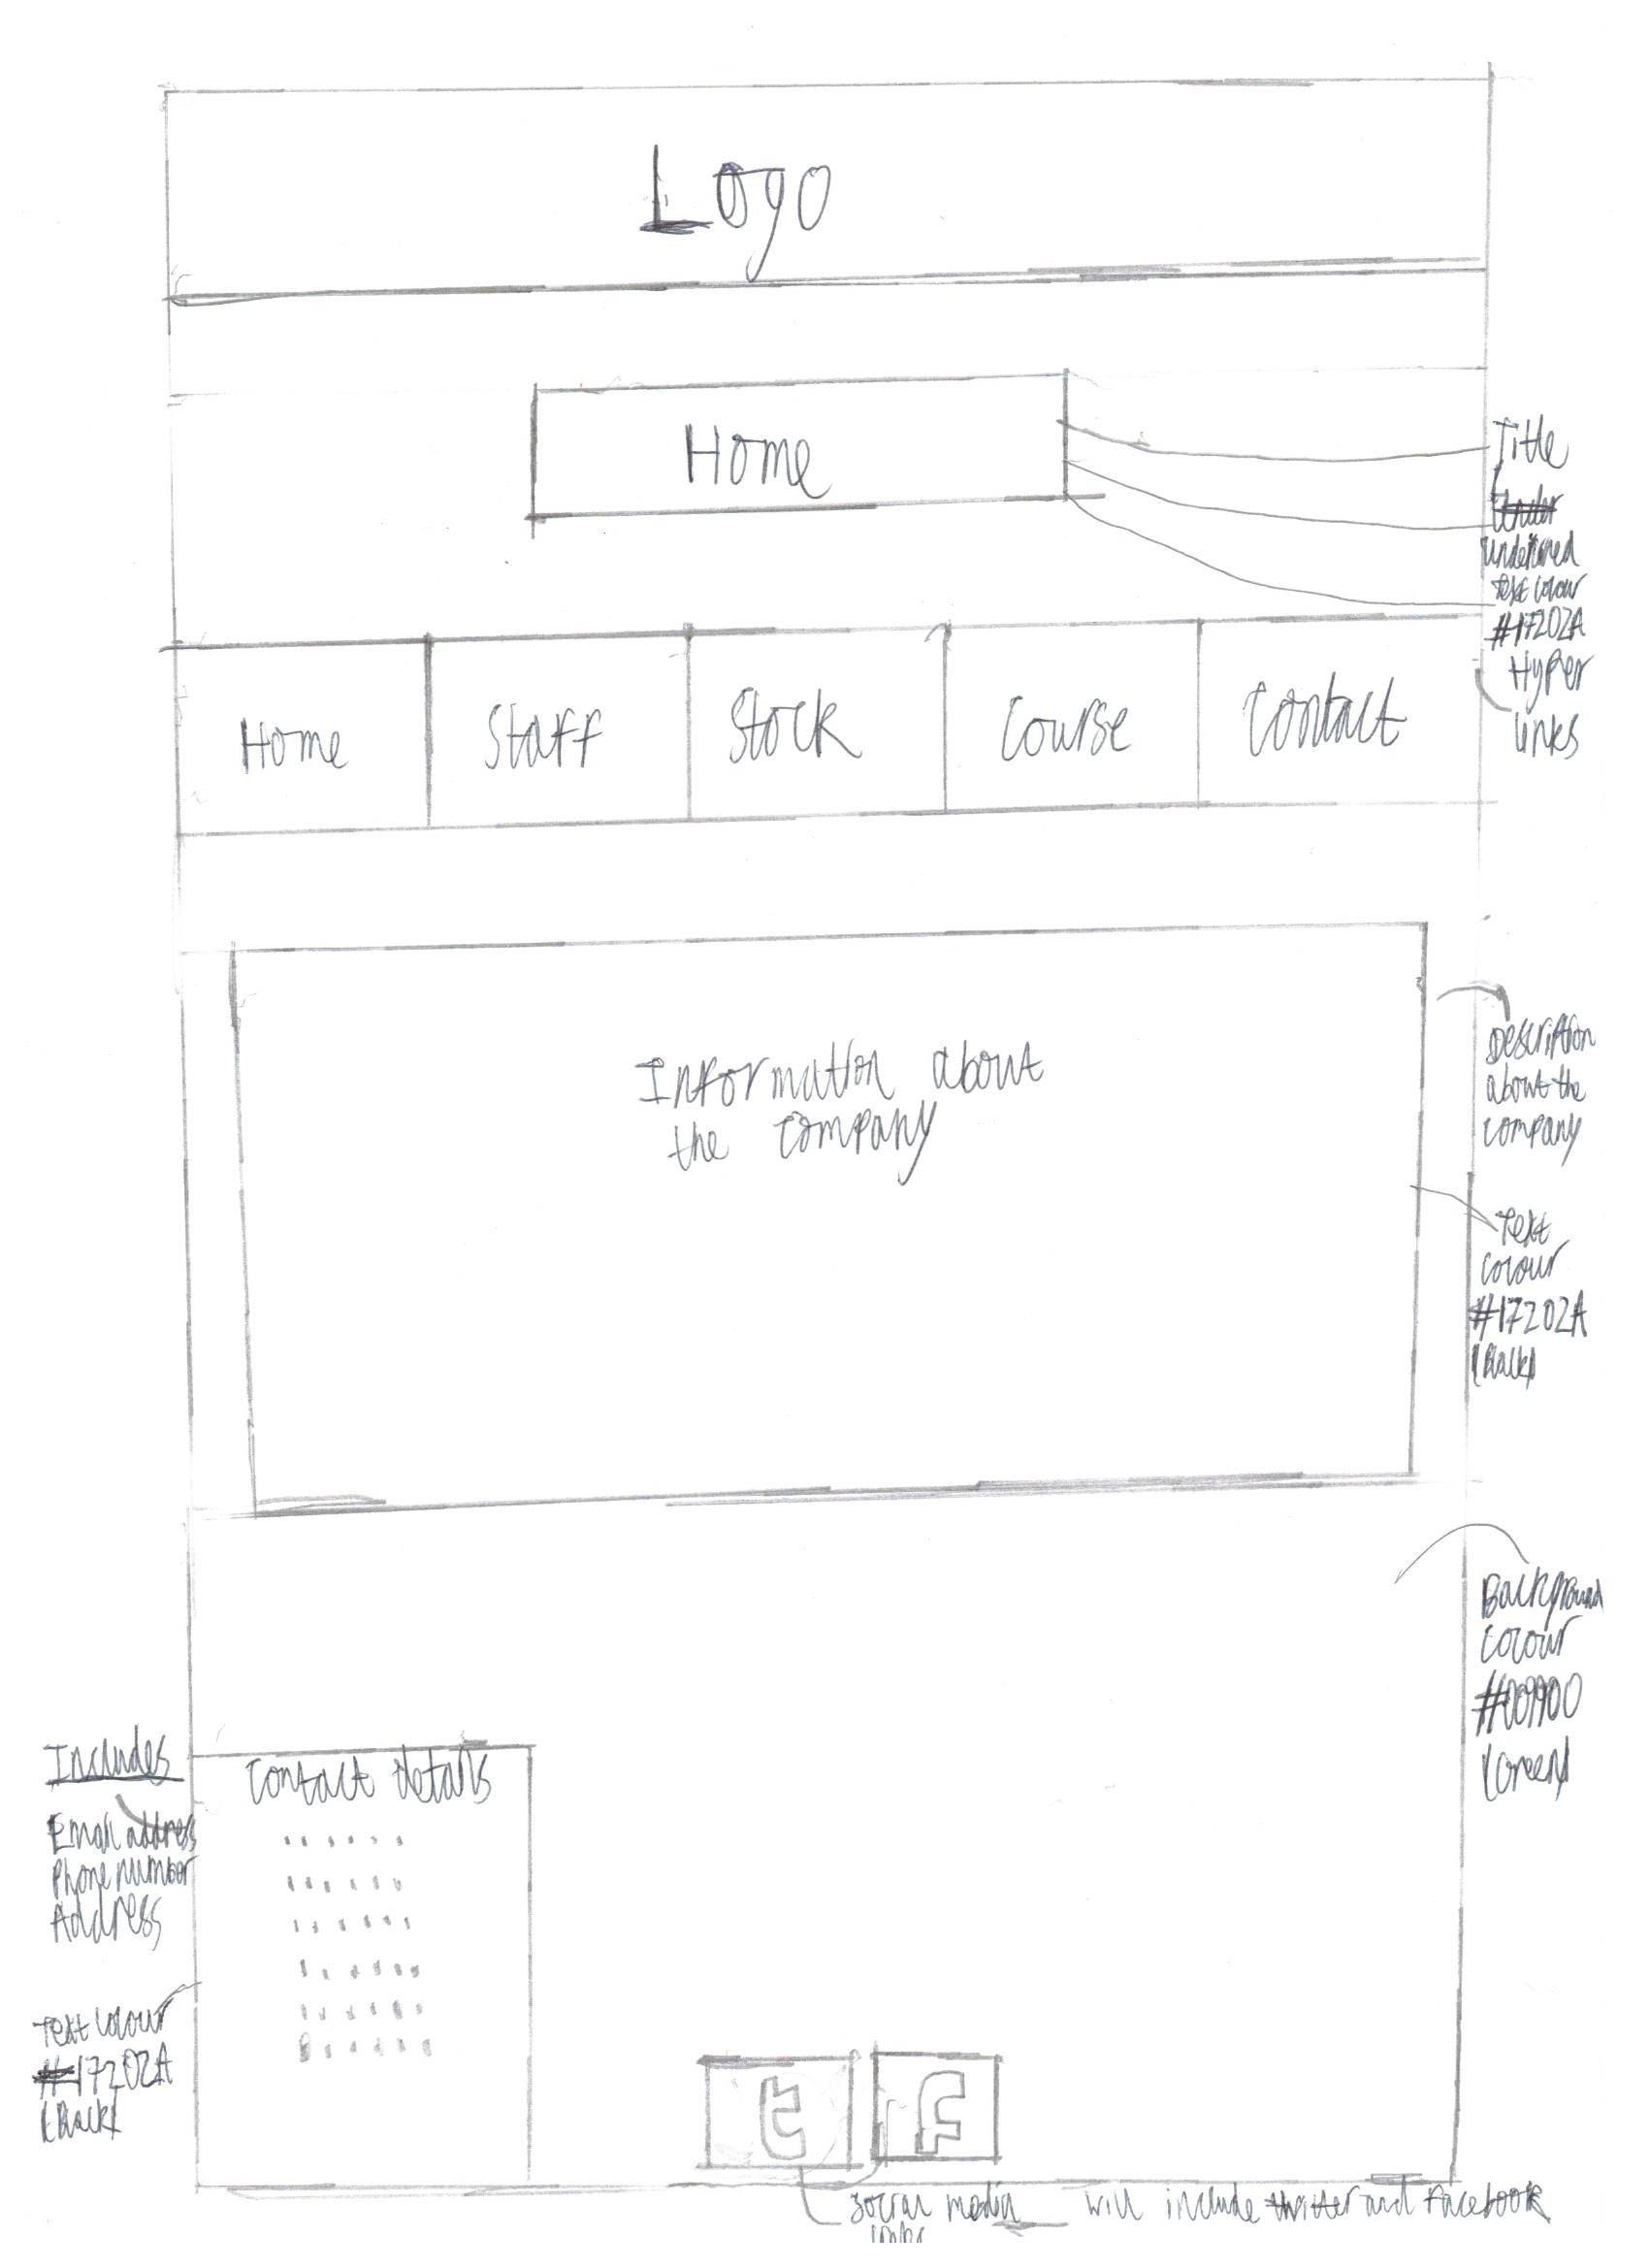 Logo
Home
Title
Under
underlined
text colour
#17202A
Hyper
links
Home
Staff
Stock
Course
Contact
Information about
the company
Description
about the
company
Text
colour
#17202A
(Black)
Background
colour
#009900
(Green)
Includes
Email address
Phone number
Address
Text colour
#17202A
(Black)
Contact details
t
f
Social media will include twitter and Facebook